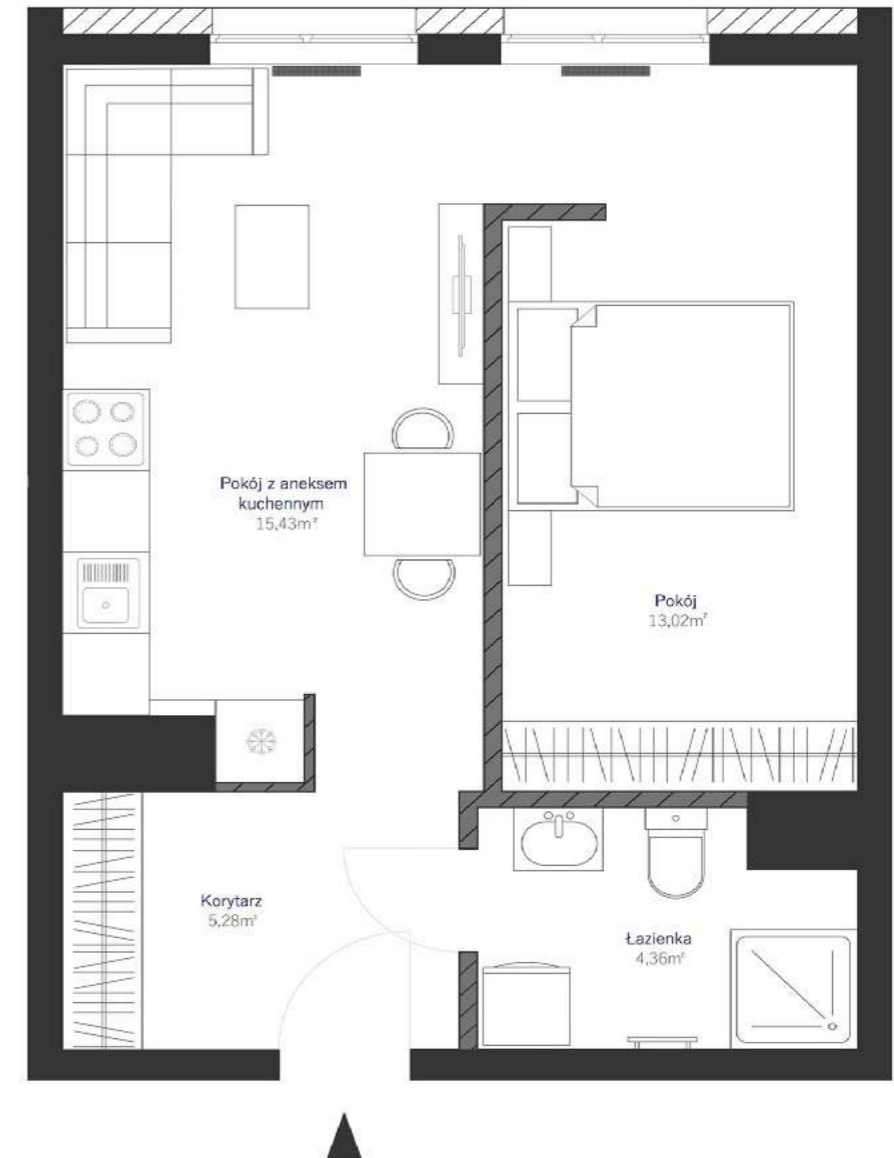 Pokój z aneksem
kuchennym
15,43m²
Pokój
13,02m²
Korytarz
5,28m²
Łazienka
4,36m²